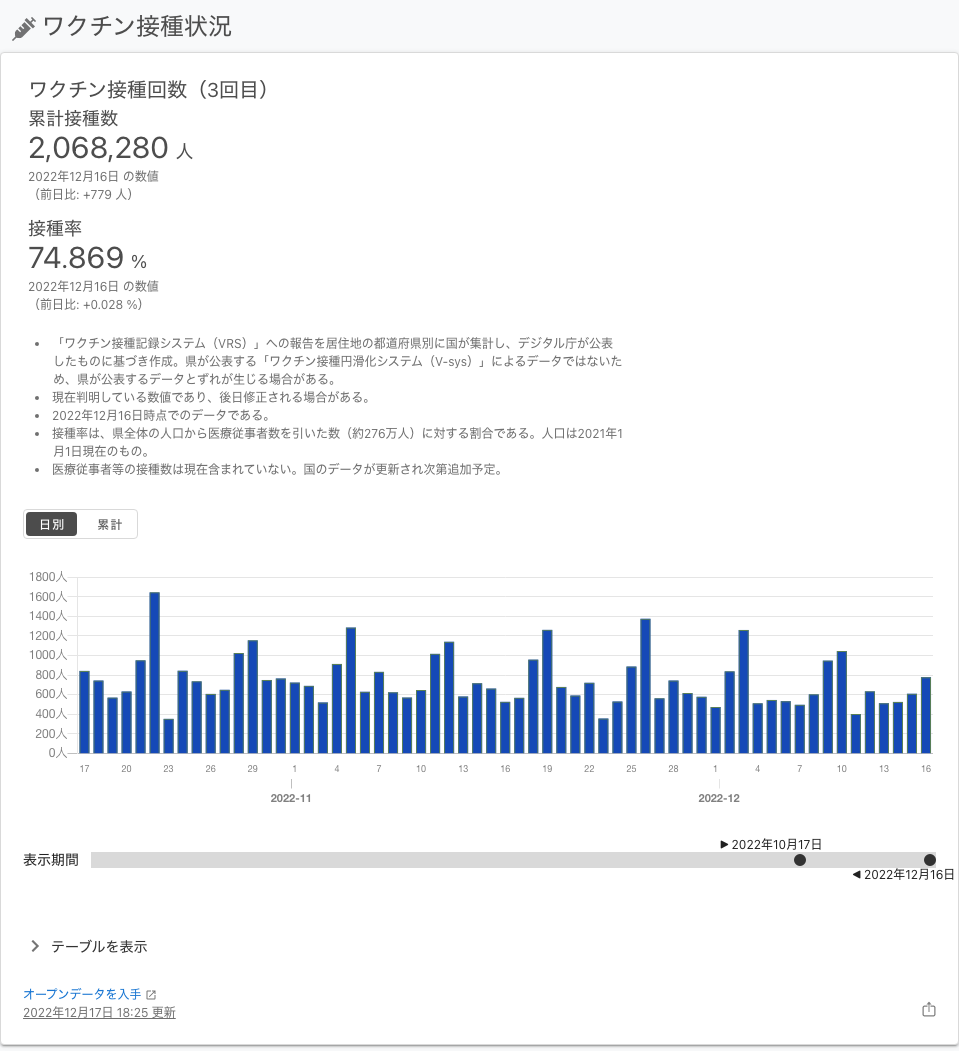 ワクチン接種状況
ワクチン接種回数（3回目）
累計接種数
2,068,280 人
2022年12月16日 の数値
（前日比: +779 人）
接種率
74.869 %
2022年12月16日 の数値
（前日比: +0.028 %）
「ワクチン接種記録システム（VRS）」への報告を居住地の都道府県別に国が集計し、デジタル庁が公表
したものに基づき作成。県が公表する「ワクチン接種円滑化システム（V-sys）」によるデータではないた
め、県が公表するデータとずれが生じる場合がある。
現在判明している数値であり、後日修正される場合がある。
2022年12月16日時点でのデータである。
接種率は、県全体の人口から医療従事者数を引いた数（約276万人）に対する割合である。人口は2021年1
月1日現在のもの。
医療従事者等の接種数は現在含まれていない。国のデータが更新され次第追加予定。
日別 累計
1800人
1600人
1400人
1200人
1000人
800人
600人
400人
200人
0人
17 20 23 26 29 1 4 7 10 13 16 19 22 25 28 1 4 7 10 13 16
2022-11 2022-12
2022年10月17日
表示期間
2022年12月16日
テーブルを表示
オープンデータを入手
2022年12月17日 18:25 更新